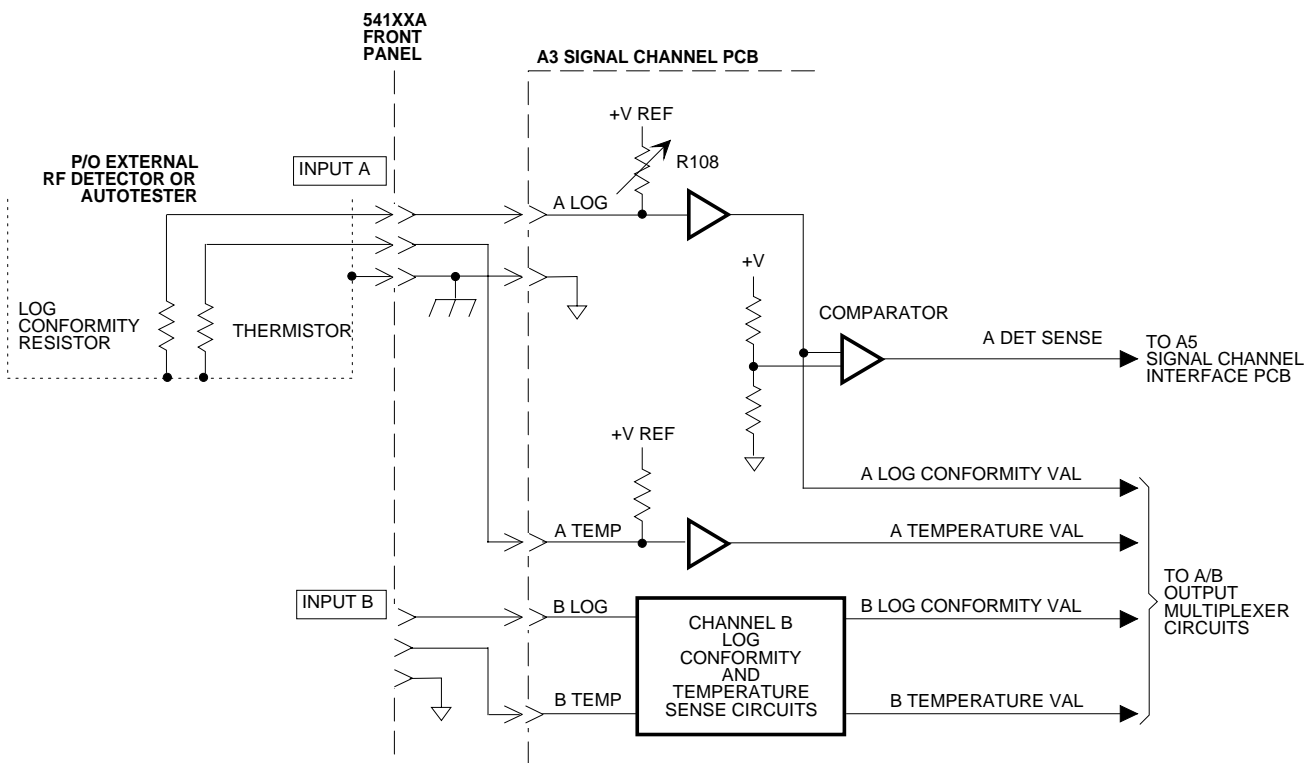 541XXA
FRONT
PANEL
A3 SIGNAL CHANNEL PCB
+V REF
P/O EXTERNAL
RF DETECTOR OR
AUTOTESTER
INPUT A
R108
A LOG
+V
LOG
CONFORMITY
RESISTOR
THERMISTOR
COMPARATOR
A DET SENSE
TO A5
SIGNAL CHANNEL
INTERFACE PCB
+V REF
A LOG CONFORMITY VAL
A TEMP
A TEMPERATURE VAL
TO A/B
OUTPUT
MULTIPLEXER
CIRCUITS
INPUT B
B LOG
CHANNEL B
LOG
CONFORMITY
AND
TEMPERATURE
SENSE CIRCUITS
B LOG CONFORMITY VAL
B TEMP
B TEMPERATURE VAL